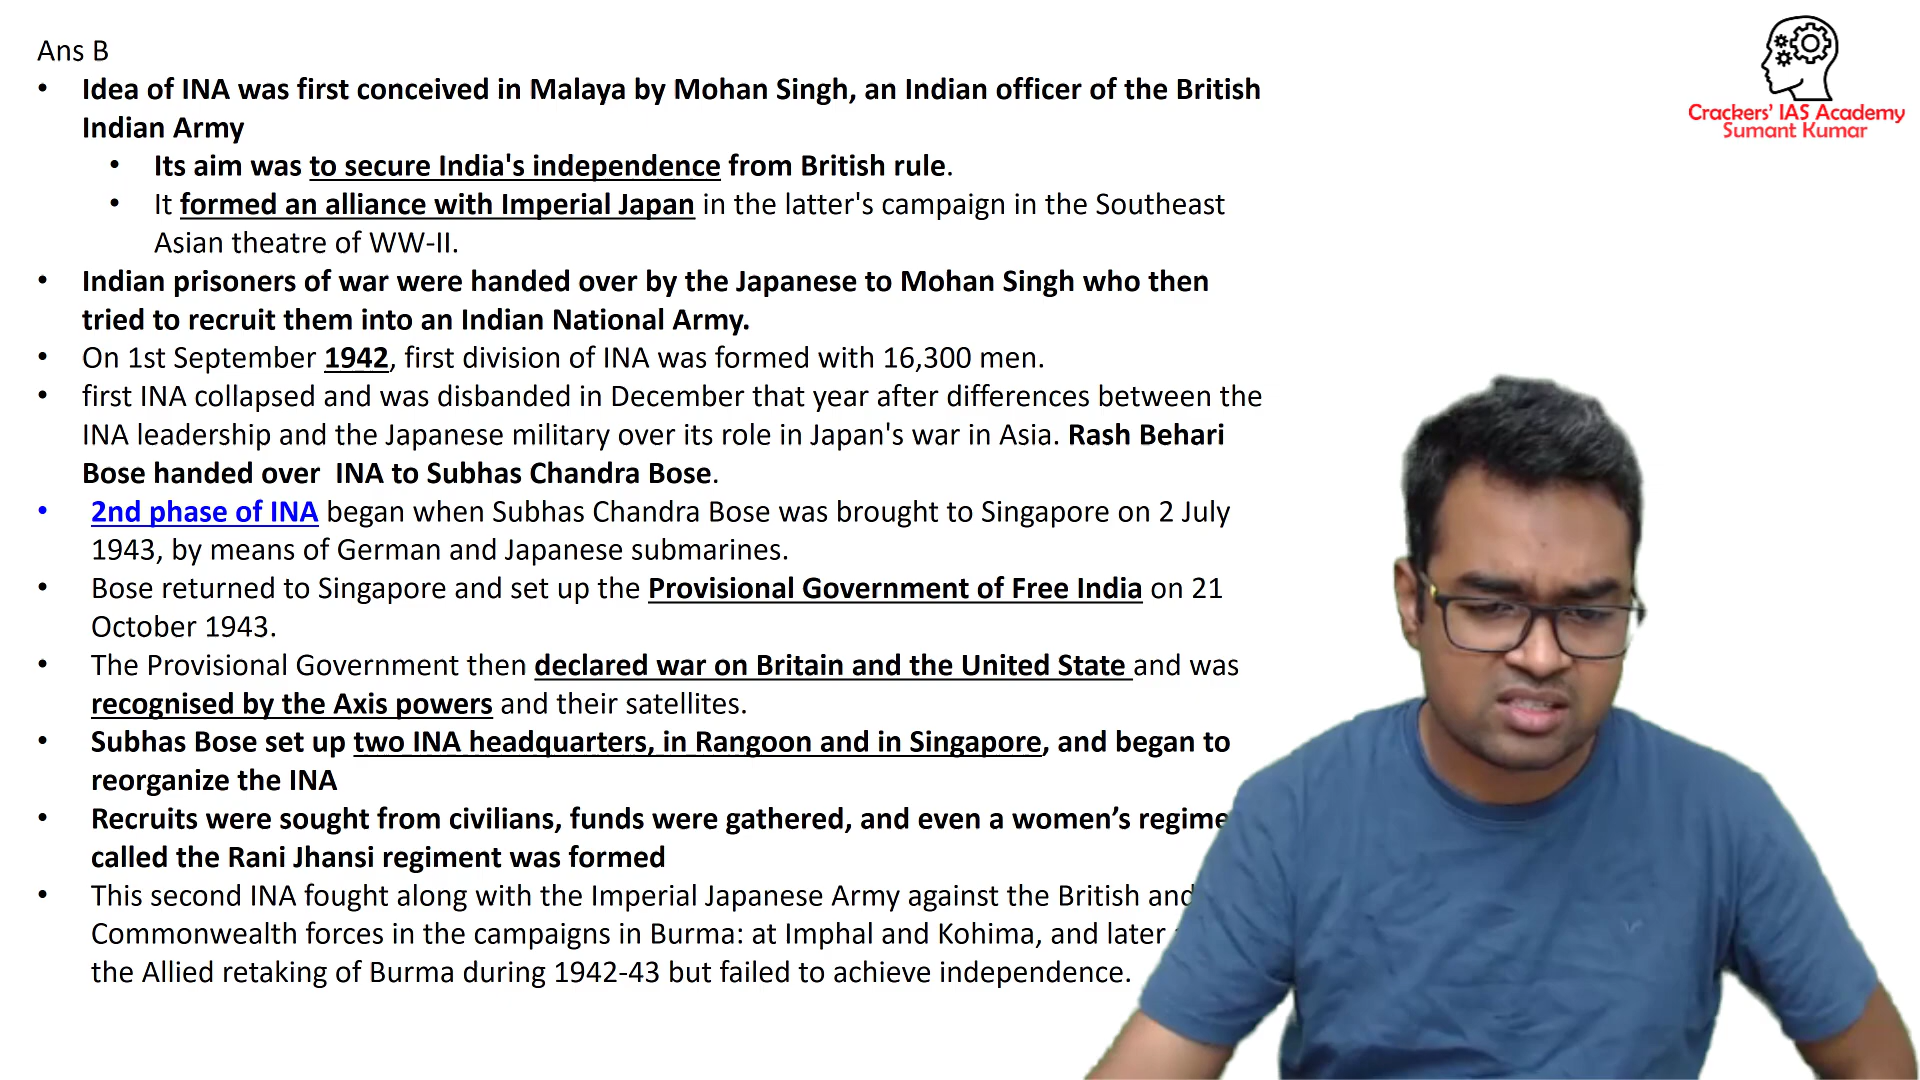 Ans B
• Idea of INA was first conceived in Malaya by Mohan Singh, an Indian officer of the British
Indian Army
• Its aim was to secure India's independence from British rule.
• It formed an alliance with Imperial Japan in the latter's campaign in the Southeast
Asian theatre of WW-II.
• Indian prisoners of war were handed over by the Japanese to Mohan Singh who then
tried to recruit them into an Indian National Army.
• On 1st September 1942, first division of INA was formed with 16,300 men.
• first INA collapsed and was disbanded in December that year after differences between the
INA leadership and the Japanese military over its role in Japan's war in Asia. Rash Behari
Bose handed over INA to Subhas Chandra Bose.
• 2nd phase of INA began when Subhas Chandra Bose was brought to Singapore on 2 July
1943, by means of German and Japanese submarines.
• Bose returned to Singapore and set up the Provisional Government of Free India on 21
October 1943.
• The Provisional Government then declared war on Britain and the United State and was
recognised by the Axis powers and their satellites.
• Subhas Bose set up two INA headquarters, in Rangoon and in Singapore, and began to
reorganize the INA
• Recruits were sought from civilians, funds were gathered, and even a women’s regime
called the Rani Jhansi regiment was formed
• This second INA fought along with the Imperial Japanese Army against the British and
Commonwealth forces in the campaigns in Burma: at Imphal and Kohima, and later
the Allied retaking of Burma during 1942-43 but failed to achieve independence.
Crackers’ IAS Academy
Sumant Kumar